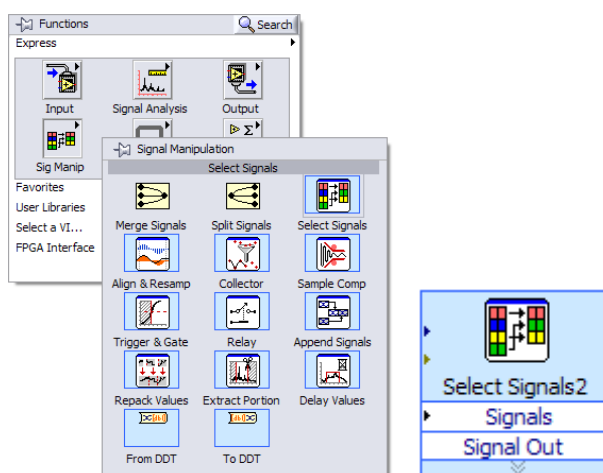 Functions
Search
Express
Input Signal Analysis Output
Sig Manip
Favorites
User Libraries
Select a VI...
FPGA Interface
Signal Manipulation
Select Signals
Merge Signals Split Signals Select Signals
Align & Resamp Collector Sample Comp
Trigger & Gate Relay Append Signals
Repack Values Extract Portion Delay Values
From DDT To DDT
Select Signals2
Signals
Signal Out